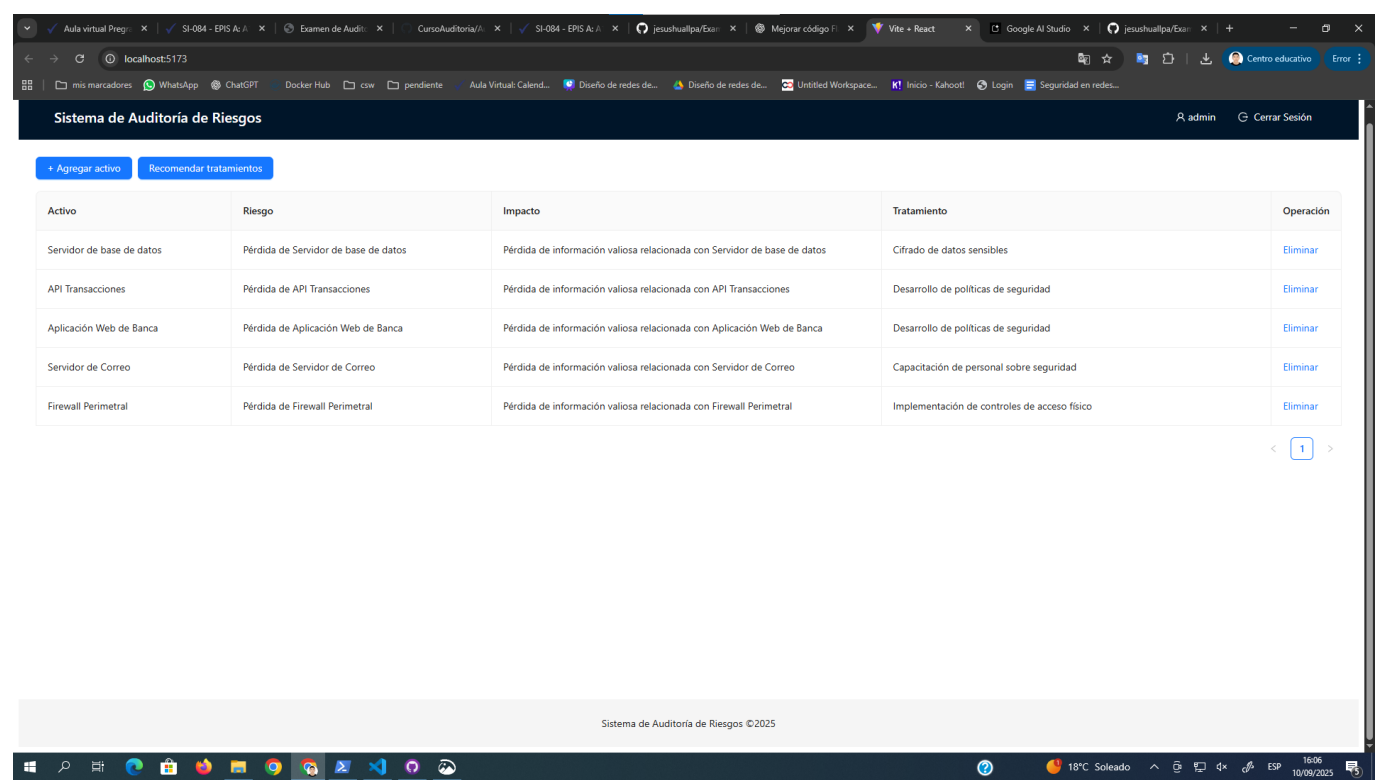 Aula virtual Pregr
SI-084 - EPIS A: A
Examen de Audito
CursoAuditoria/Au
SI-084 - EPIS A: A
jesushuallpa/Exam
Mejorar código Fl
Vite + React
Google AI Studio
jesushuallpa/Exam
localhost:5173
Centro educativo
Error
mis marcadores
WhatsApp
ChatGPT
Docker Hub
csw
pendiente
Aula Virtual: Calend...
Diseño de redes de...
Diseño de redes de...
Untitled Workspace...
Inicio - Kahoot!
Login
Seguridad en redes...
Sistema de Auditoría de Riesgos
admin
Cerrar Sesión
+ Agregar activo
Recomendar tratamientos
Activo Riesgo Impacto Tratamiento Operación
Servidor de base de datos Pérdida de Servidor de base de datos Pérdida de información valiosa relacionada con Servidor de base de datos Cifrado de datos sensibles Eliminar
API Transacciones Pérdida de API Transacciones Pérdida de información valiosa relacionada con API Transacciones Desarrollo de políticas de seguridad Eliminar
Aplicación Web de Banca Pérdida de Aplicación Web de Banca Pérdida de información valiosa relacionada con Aplicación Web de Banca Desarrollo de políticas de seguridad Eliminar
Servidor de Correo Pérdida de Servidor de Correo Pérdida de información valiosa relacionada con Servidor de Correo Capacitación de personal sobre seguridad Eliminar
Firewall Perimetral Pérdida de Firewall Perimetral Pérdida de información valiosa relacionada con Firewall Perimetral Implementación de controles de acceso físico Eliminar
1
Sistema de Auditoría de Riesgos ©2025
18°C Soleado
ESP
16:06
10/09/2025
5